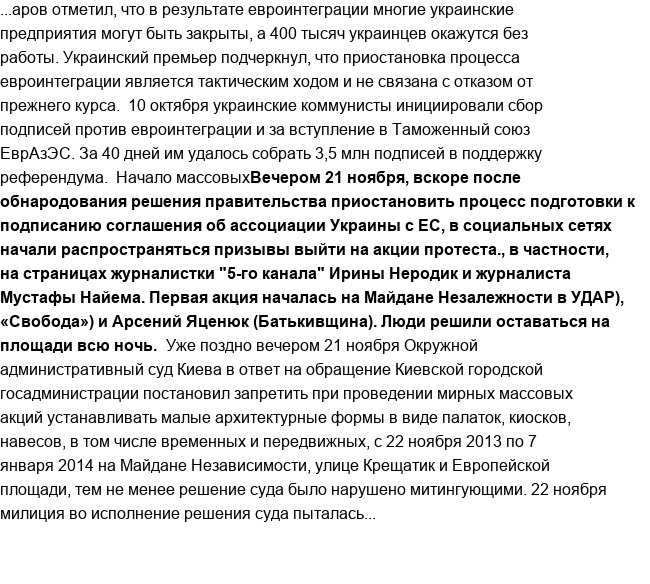 ...аров отметил, что в результате евроинтеграции многие украинские
предприятия могут быть закрыты, а 400 тысяч украинцев окажутся без
работы. Украинский премьер подчеркнул, что приостановка процесса
евроинтеграции является тактическим ходом и не связана с отказом от
прежнего курса.  10 октября украинские коммунисты инициировали сбор
подписей против евроинтеграции и за вступление в Таможенный союз
ЕврАзЭС. За 40 дней им удалось собрать 3,5 млн подписей в поддержку
референдума.  Начало массовыхВечером 21 ноября, вскоре после
обнародования решения правительства приостановить процесс подготовки к
подписанию соглашения об ассоциации Украины с ЕС, в социальных сетях
начали распространяться призывы выйти на акции протеста., в частности,
на страницах журналистки "5-го канала" Ирины Неродик и журналиста
Мустафы Найема. Первая акция началась на Майдане Незалежности в УДАР),
«Свобода») и Арсений Яценюк (Батькивщина). Люди решили оставаться на
площади всю ночь.  Уже поздно вечером 21 ноября Окружной
административный суд Киева в ответ на обращение Киевской городской
госадминистрации постановил запретить при проведении мирных массовых
акций устанавливать малые архитектурные формы в виде палаток, киосков,
навесов, в том числе временных и передвижных, с 22 ноября 2013 по 7
января 2014 на Майдане Независимости, улице Крещатик и Европейской
площади, тем не менее решение суда было нарушено митингующими. 22 ноября
милиция во исполнение решения суда пыталась...